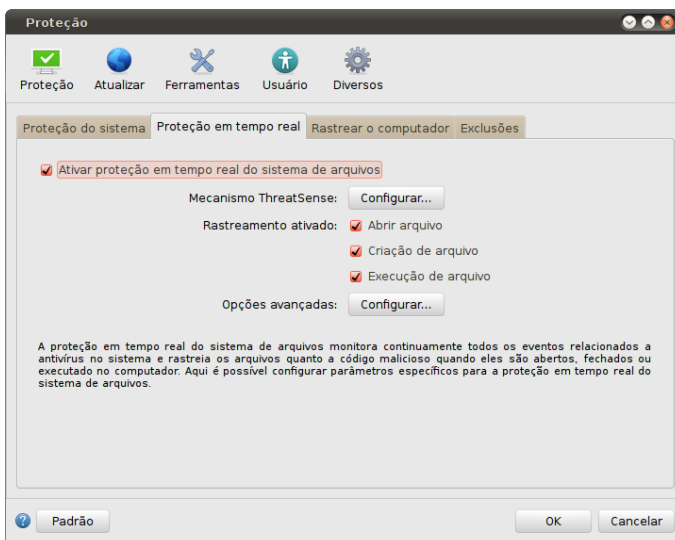 Proteção
Proteção Atualizar Ferramentas Usuário Diversos
Proteção do sistema Proteção em tempo real Rastrear o computador Exclusões
Ativar proteção em tempo real do sistema de arquivos
Mecanismo ThreatSense: Configurar...
Rastreamento ativado: Abrir arquivo
Criação de arquivo
Execução de arquivo
Opções avançadas: Configurar...
A proteção em tempo real do sistema de arquivos monitora continuamente todos os eventos relacionados a
antivírus no sistema e rastreia os arquivos quanto a código malicioso quando eles são abertos, fechados ou
executado no computador. Aqui é possível configurar parâmetros específicos para a proteção em tempo real do
sistema de arquivos.
? Padrão OK Cancelar